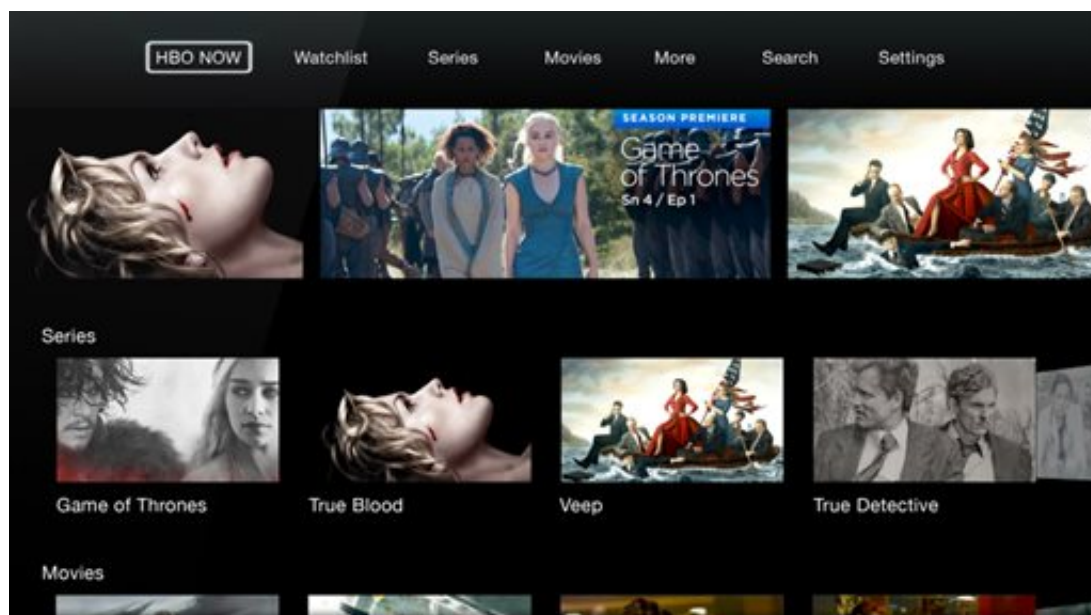 HBO NOW Watchlist Series Movies More Search Settings
SEASON PREMIERE
Game
of Thrones
Sn 4 / Ep 1
Series
Game of Thrones True Blood Veep True Detective
Movies